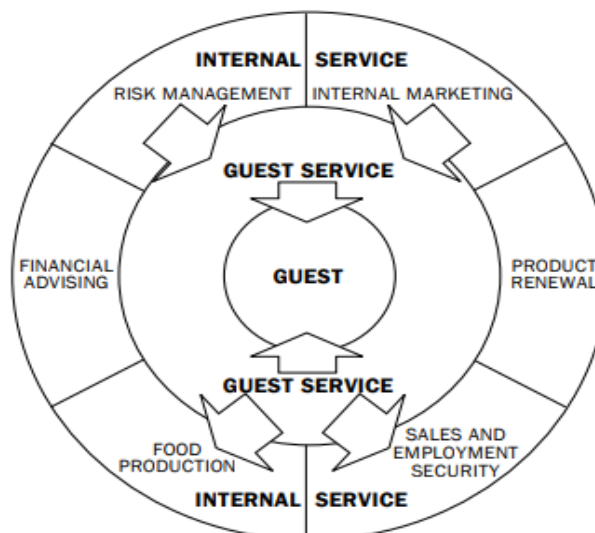 INTERNAL SERVICE
RISK MANAGEMENT INTERNAL MARKETING
GUEST SERVICE
FINANCIAL
ADVISING
GUEST
PRODUCT
RENEWAL
GUEST SERVICE
FOOD
PRODUCTION
SALES AND
EMPLOYMENT
SECURITY
INTERNAL SERVICE